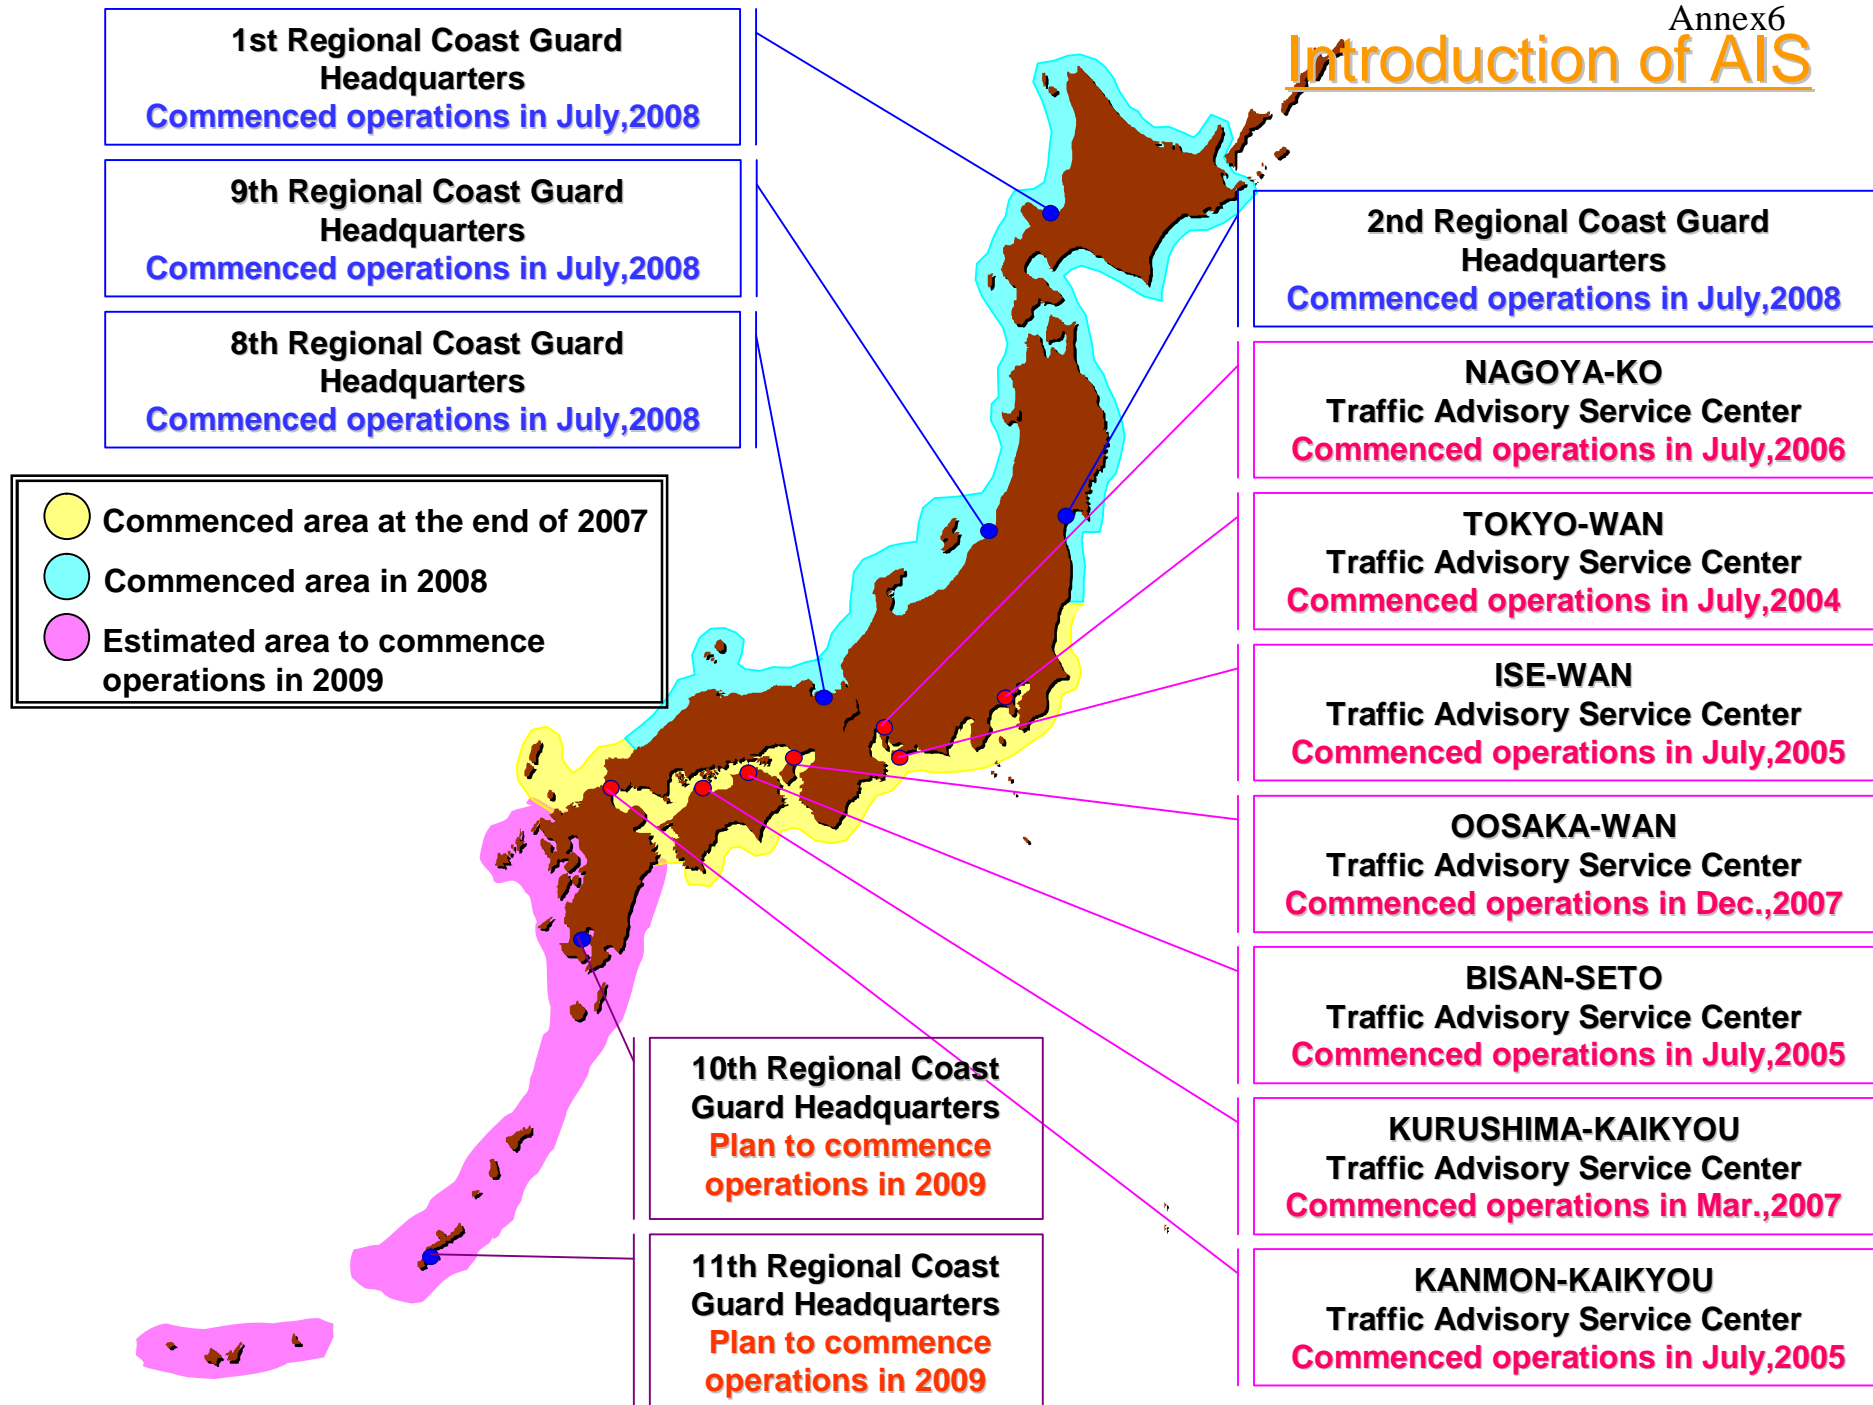 Annex6
Introduction of AIS
1st Regional Coast Guard
Headquarters
Commenced operations in July,2008
9th Regional Coast Guard
Headquarters
Commenced operations in July,2008
8th Regional Coast Guard
Headquarters
Commenced operations in July,2008
Commenced area at the end of 2007
Commenced area in 2008
Estimated area to commence
operations in 2009
2nd Regional Coast Guard
Headquarters
Commenced operations in July,2008
NAGOYA-KO
Traffic Advisory Service Center
Commenced operations in July,2006
TOKYO-WAN
Traffic Advisory Service Center
Commenced operations in July,2004
ISE-WAN
Traffic Advisory Service Center
Commenced operations in July,2005
OOSAKA-WAN
Traffic Advisory Service Center
Commenced operations in Dec.,2007
BISAN-SETO
Traffic Advisory Service Center
Commenced operations in July,2005
KURUSHIMA-KAIKYOU
Traffic Advisory Service Center
Commenced operations in Mar.,2007
KANMON-KAIKYOU
Traffic Advisory Service Center
Commenced operations in July,2005
10th Regional Coast
Guard Headquarters
Plan to commence
operations in 2009
11th Regional Coast
Guard Headquarters
Plan to commence
operations in 2009